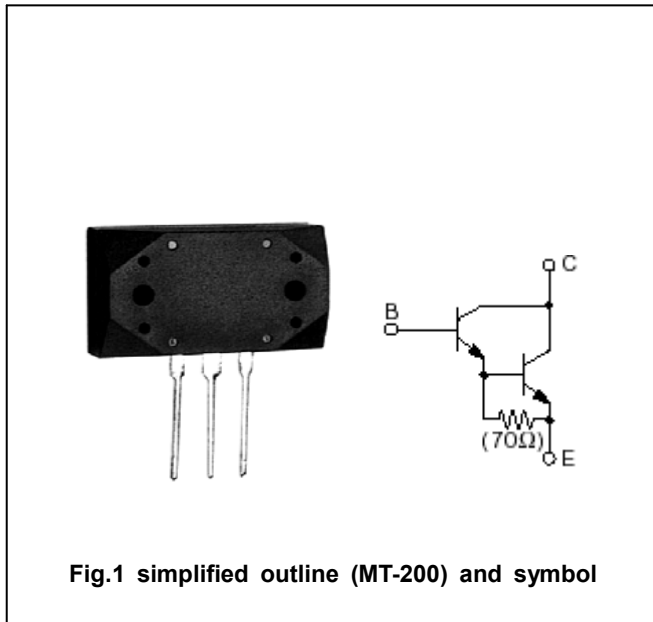 C
B
(70Ω)
E
Fig.1 simplified outline (MT-200) and symbol